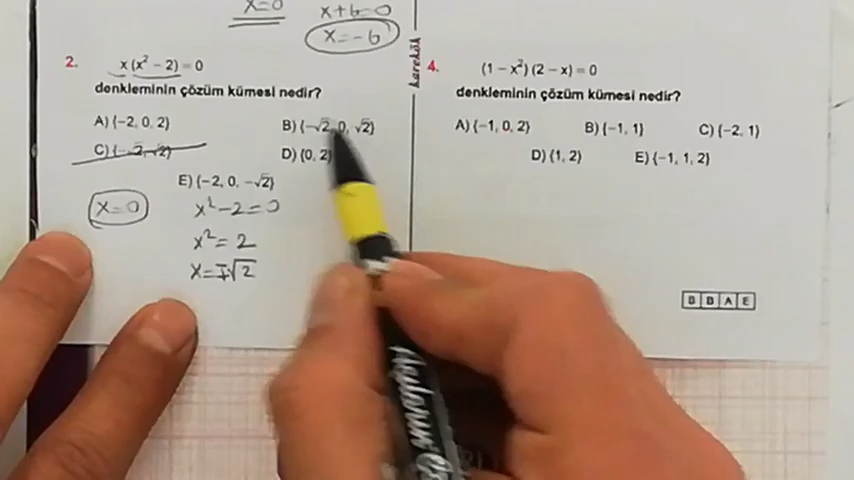 x=0
x+6=0
x=-6
2.
x(x² − 2) = 0
denkleminin çözüm kümesi nedir?
A) {−2, 0, 2}
B) {−√2, 0, √2}
C) {−√2, √2}
D) {0, 2}
E) {−2, 0, −√2}
x=0
x²−2=0
x²=2
x=∓√2
karekök
4.
(1 − x²) (2 − x) = 0
denkleminin çözüm kümesi nedir?
A) {−1, 0, 2}
B) {−1, 1}
C) {−2, 1}
D) {1, 2}
E) {−1, 1, 2}
B B A E